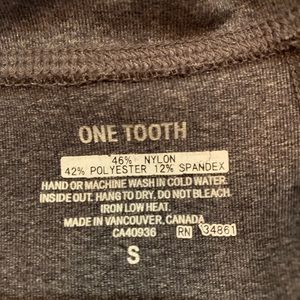 ONE TOOTH
46% NYLON
42% POLYESTER 12% SPANDEX
HAND OR MACHINE WASH IN COLD WATER
INSIDE OUT. HANG TO DRY. DO NOT BLEACH.
IRON LOW HEAT.
MADE IN VANCOUVER, CANADA
CA40936 RN 34861
S